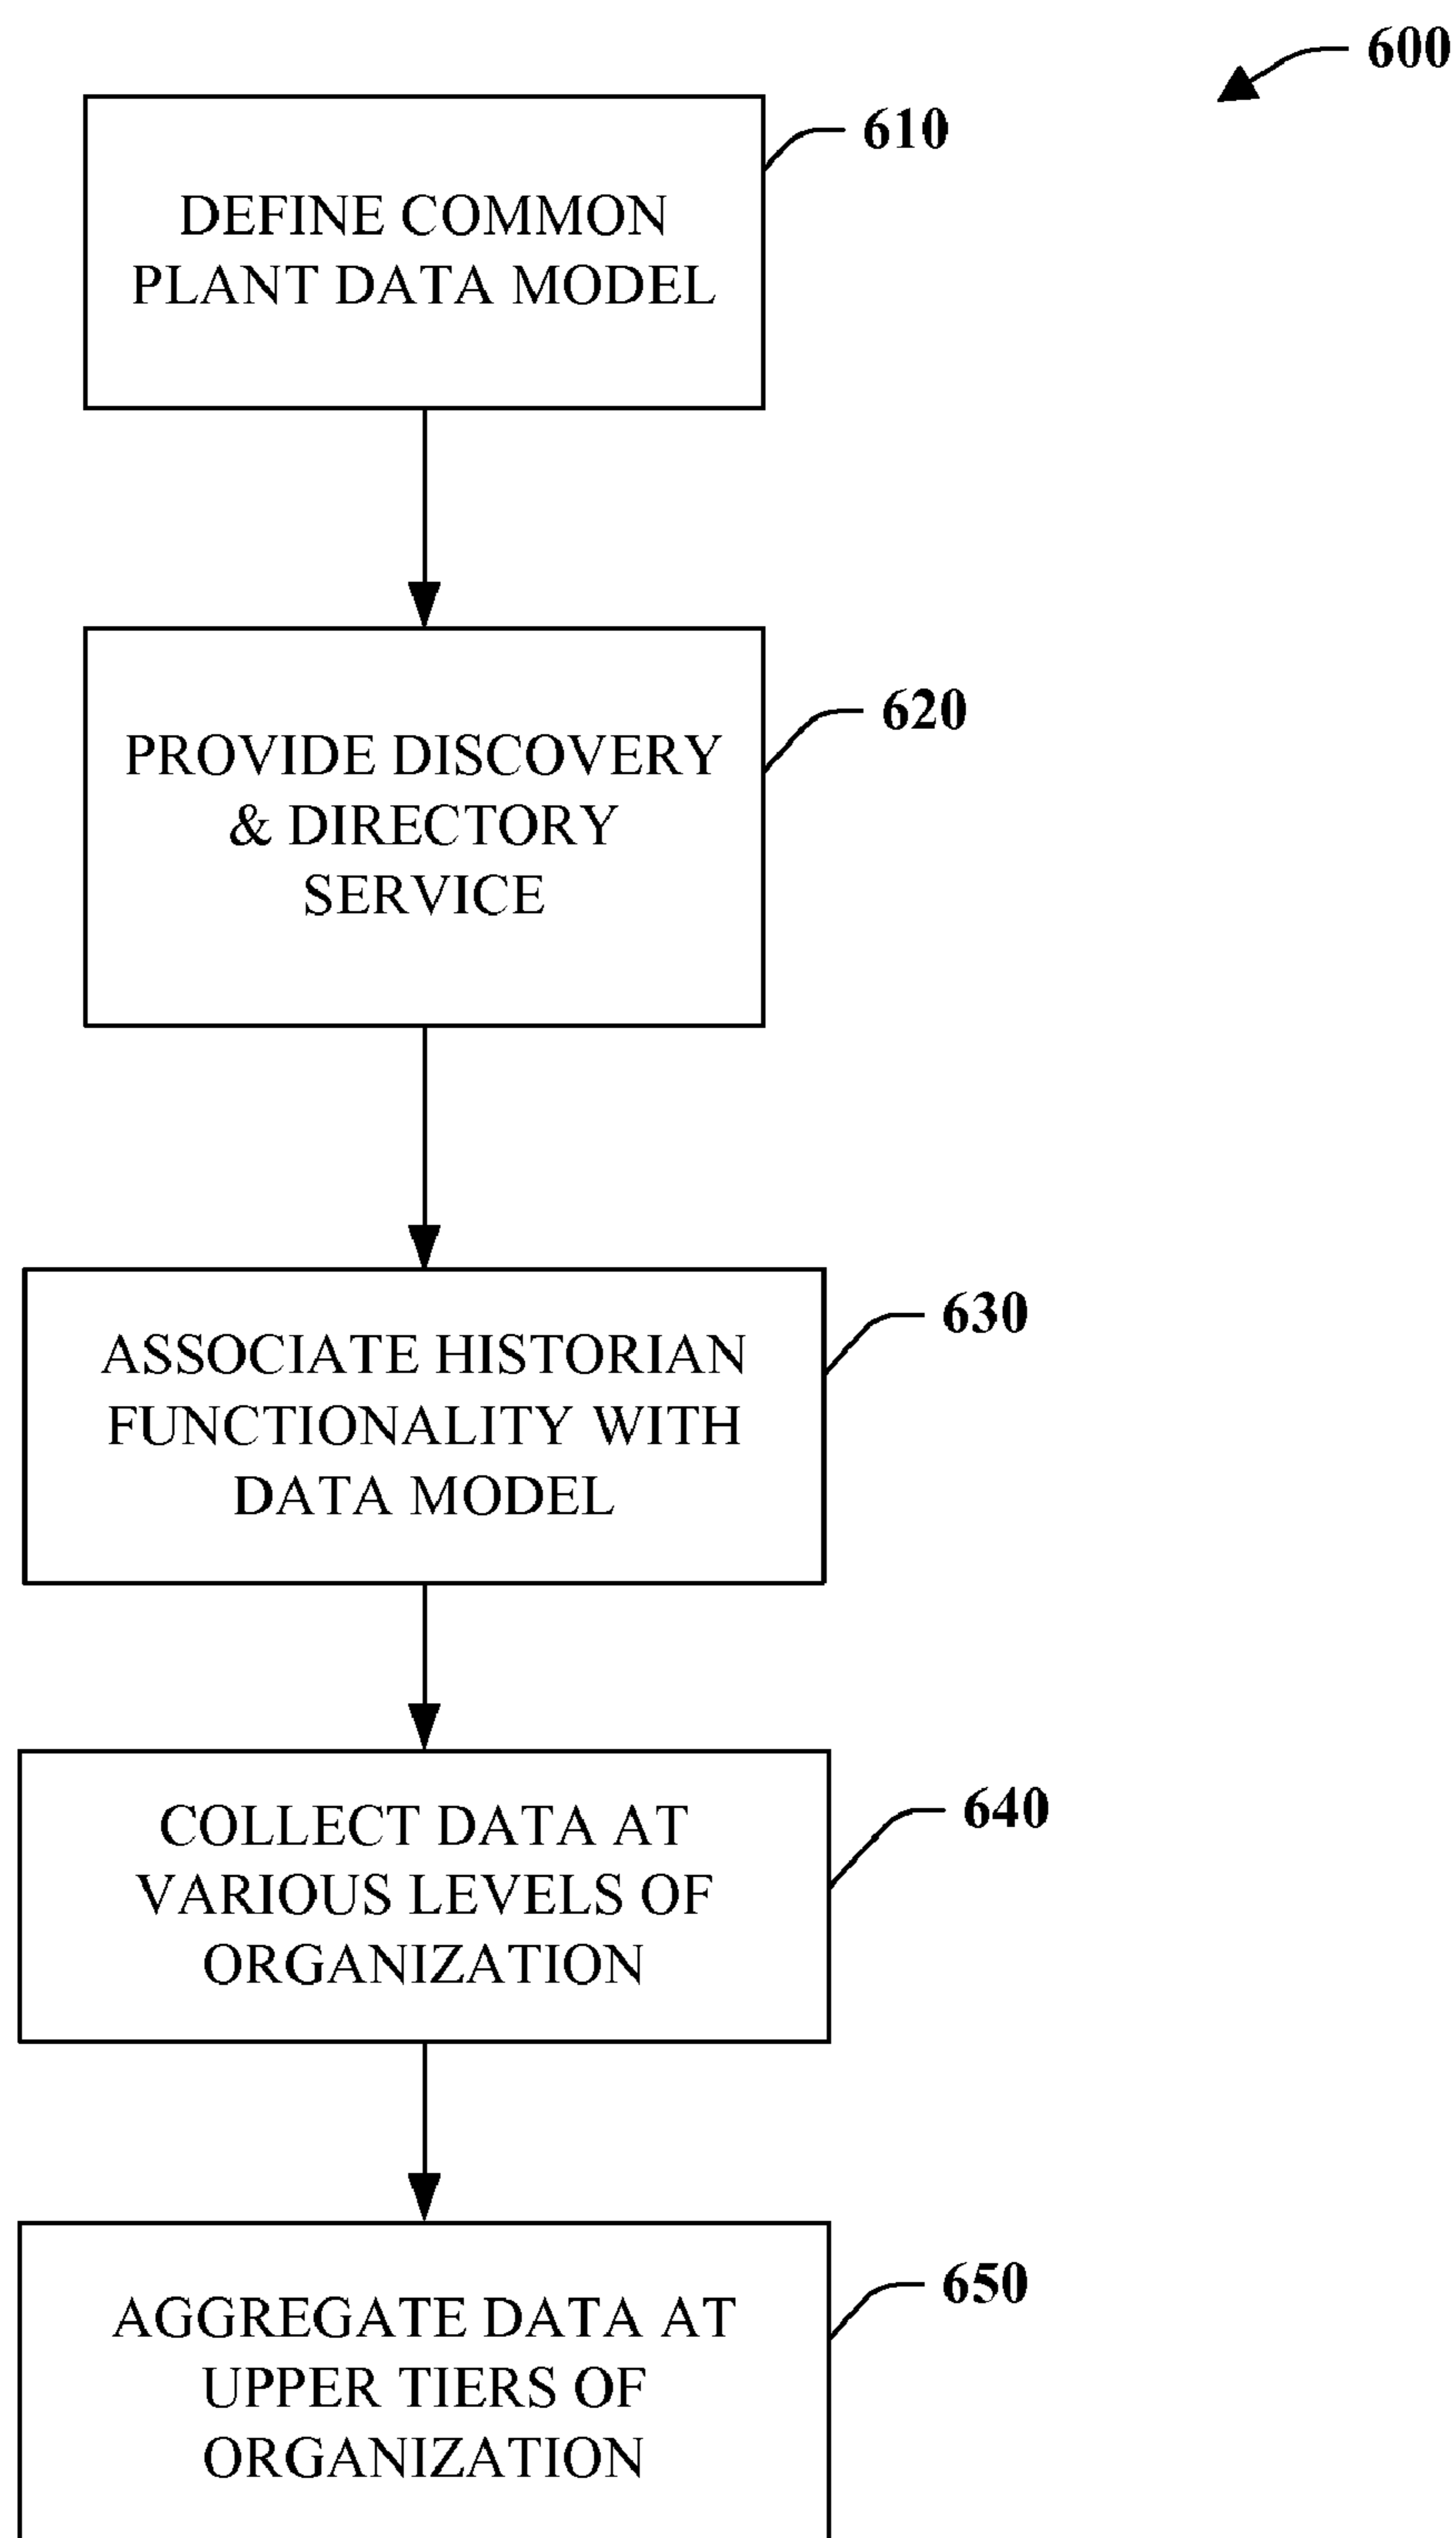 600
610
DEFINE COMMON
PLANT DATA MODEL
620
PROVIDE DISCOVERY
& DIRECTORY
SERVICE
630
ASSOCIATE HISTORIAN
FUNCTIONALITY WITH
DATA MODEL
640
COLLECT DATA AT
VARIOUS LEVELS OF
ORGANIZATION
650
AGGREGATE DATA AT
UPPER TIERS OF
ORGANIZATION